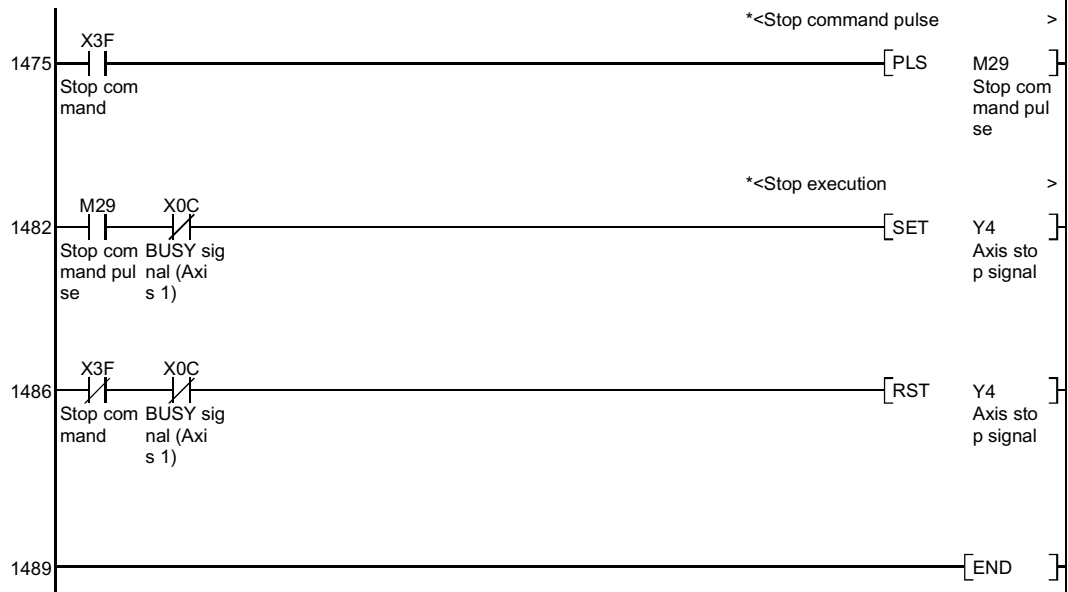 *<Stop command pulse >
X3F
1475 PLS M29
Stop com
mand
Stop com
mand pul
se
*<Stop execution >
M29 X0C
1482 SET Y4
Stop com
mand pul
se
BUSY sig
nal (Axi
s 1)
Axis sto
p signal
X3F X0C
1486 RST Y4
Stop com
mand
BUSY sig
nal (Axi
s 1)
Axis sto
p signal
1489 END